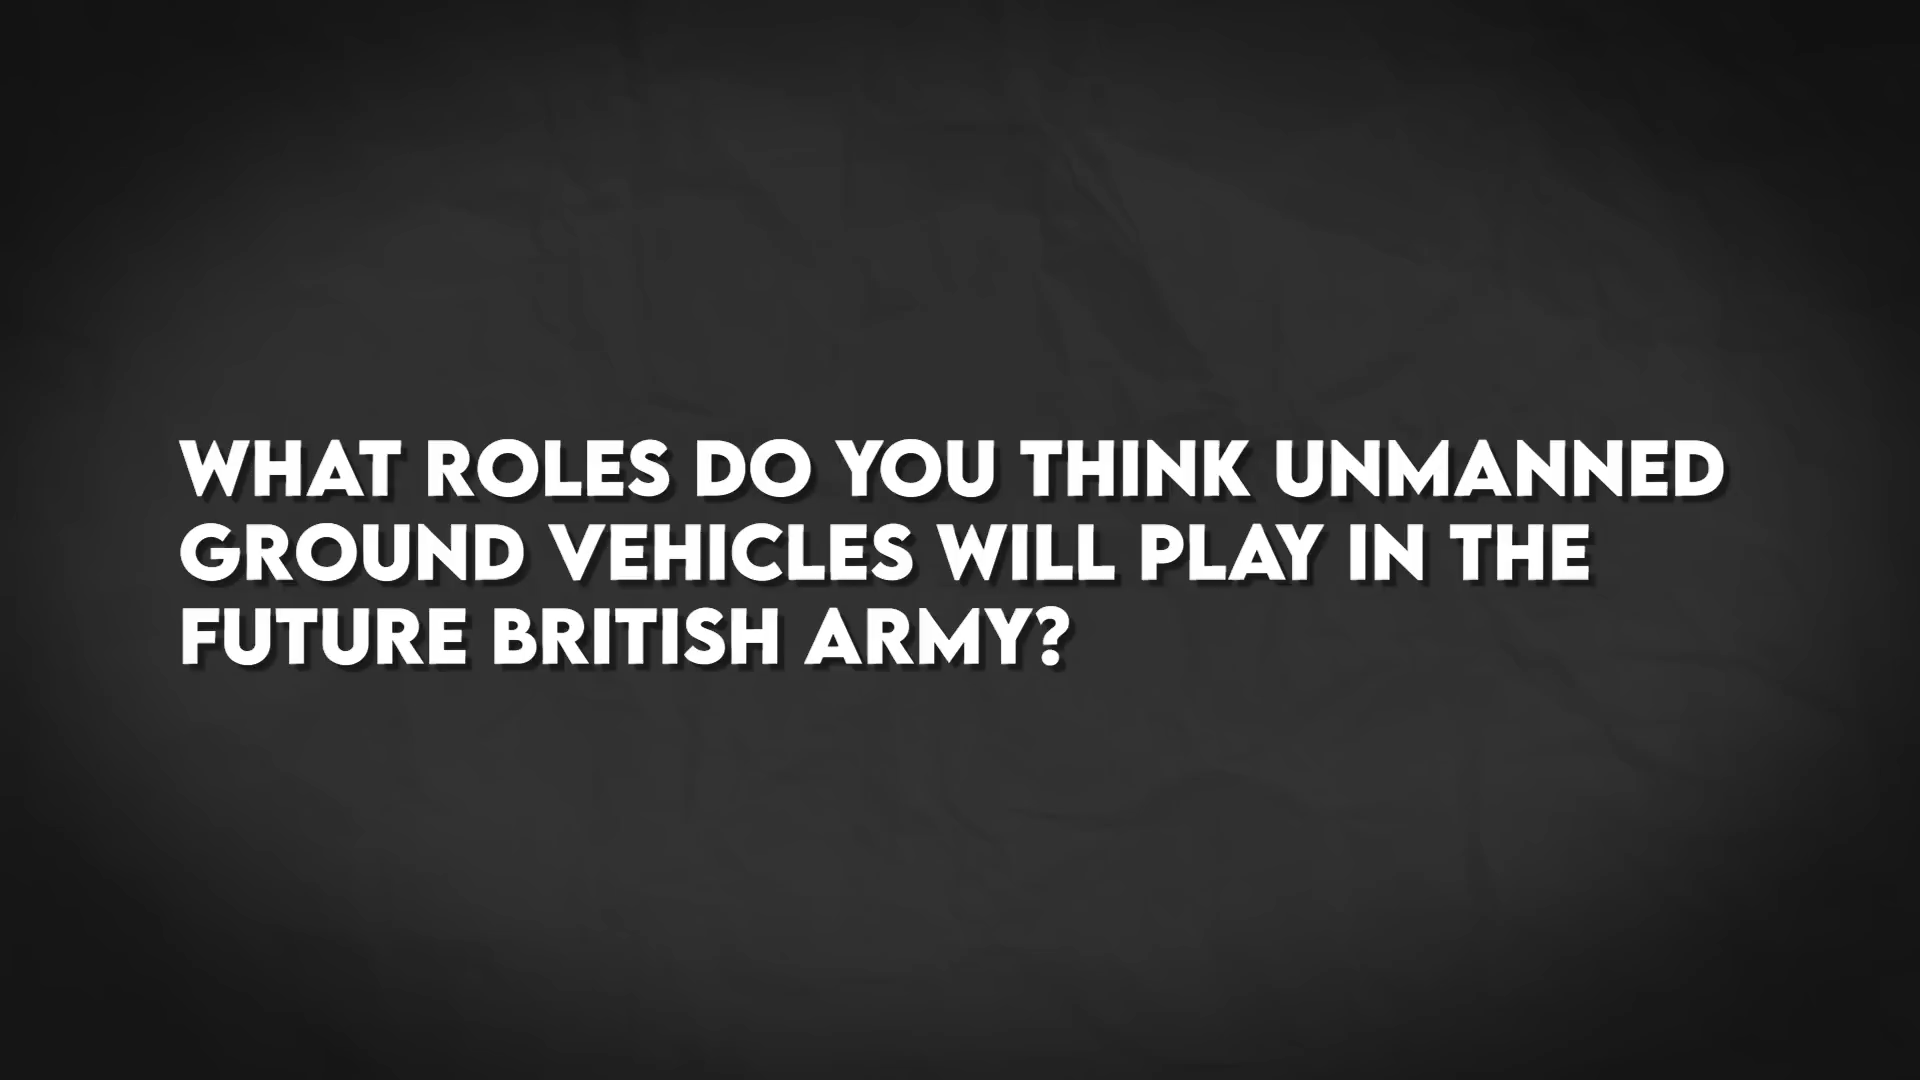 WHAT ROLES DO YOU THINK UNMANNED
GROUND VEHICLES WILL PLAY IN THE
FUTURE BRITISH ARMY?